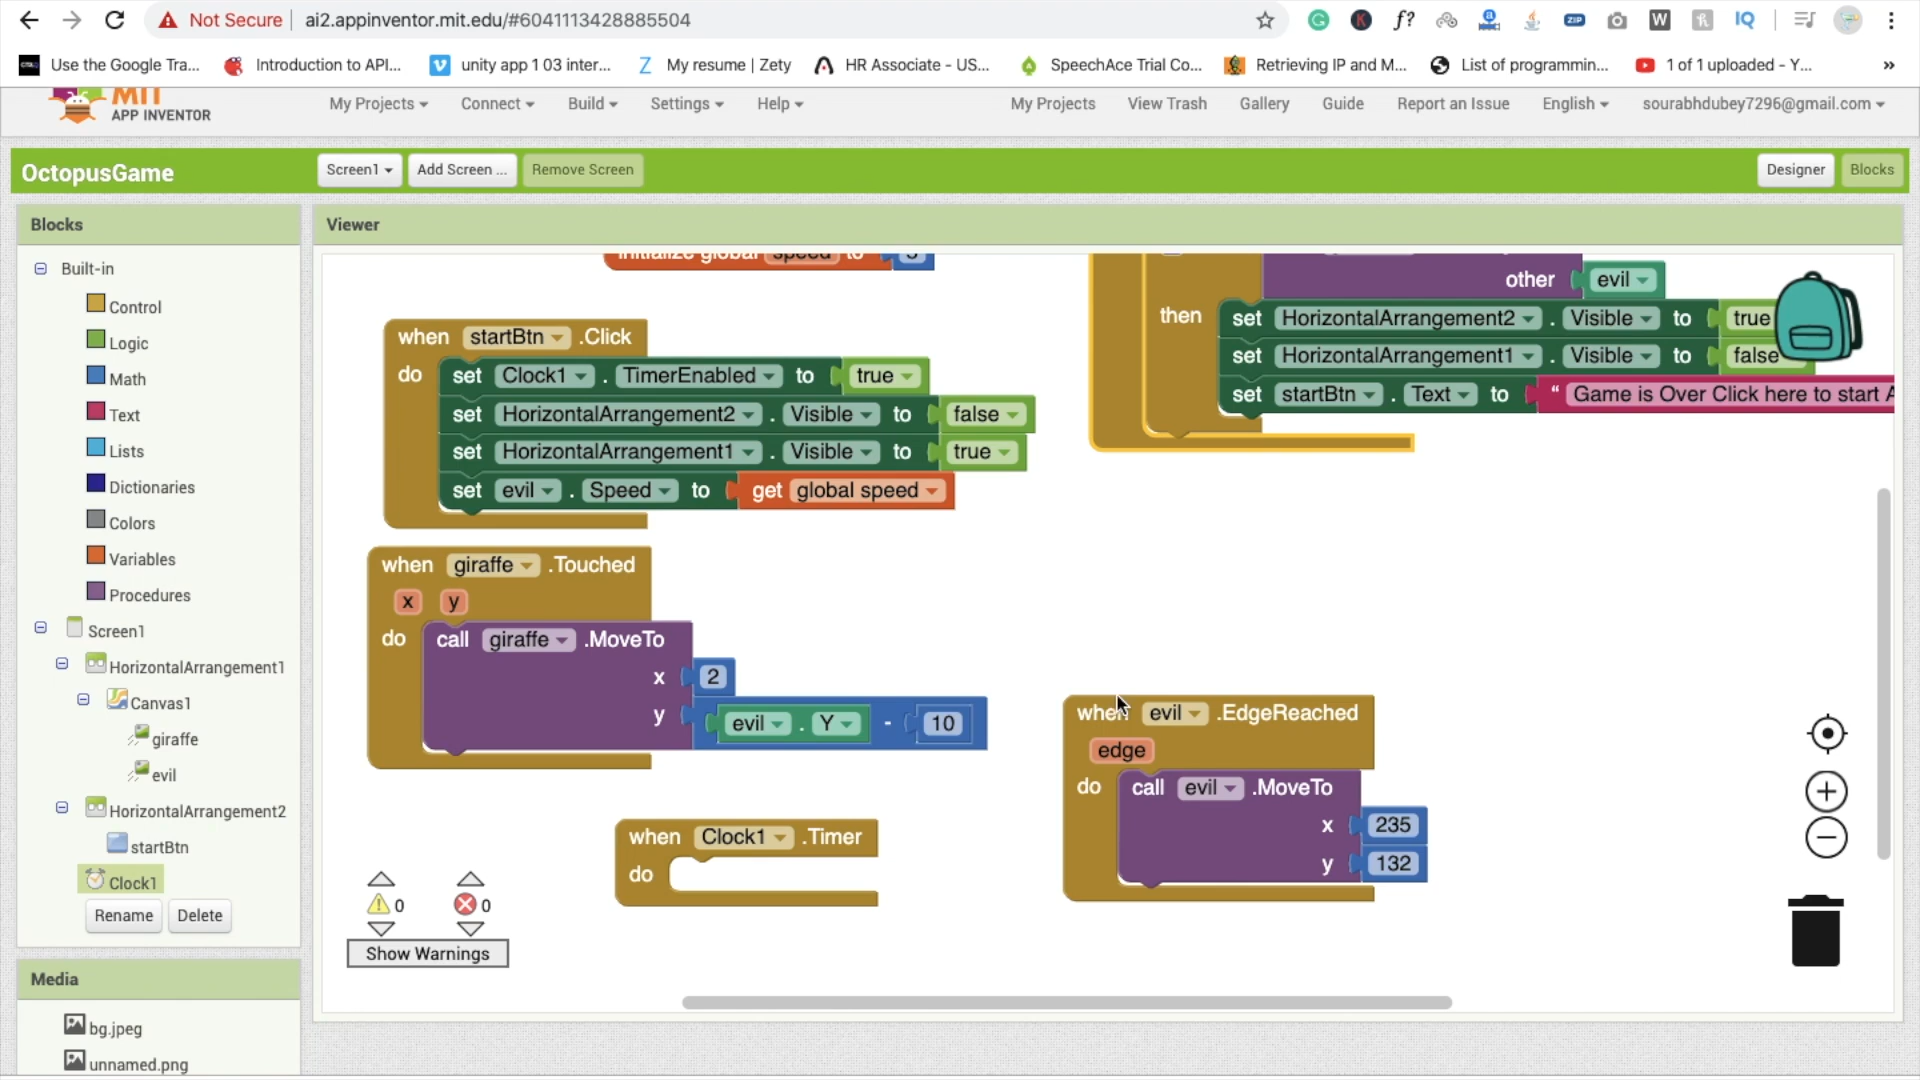 Not Secure | ai2.appinventor.mit.edu/#6041113428885504
Use the Google Tra...
Introduction to API...
unity app 1 03 inter...
My resume | Zety
HR Associate - US...
SpeechAce Trial Co...
Retrieving IP and M...
List of programmin...
1 of 1 uploaded - Y...
»
MIT
APP INVENTOR
My Projects
Connect
Build
Settings
Help
My Projects
View Trash
Gallery
Guide
Report an Issue
English
sourabhdubey7296@gmail.com
OctopusGame
Screen1
Add Screen ...
Remove Screen
Designer
Blocks
Blocks
Built-in
Control
Logic
Math
Text
Lists
Dictionaries
Colors
Variables
Procedures
Screen1
HorizontalArrangement1
Canvas1
giraffe
evil
HorizontalArrangement2
startBtn
Clock1
Rename
Delete
Media
bg.jpeg
unnamed.png
Viewer
initialize global speed to
when startBtn .Click
do set Clock1 . TimerEnabled to true
set HorizontalArrangement2 . Visible to false
set HorizontalArrangement1 . Visible to true
set evil . Speed to get global speed
when giraffe .Touched
x y
do call giraffe .MoveTo
x 2
y evil . Y - 10
when Clock1 .Timer
do
0 0
Show Warnings
other evil
then set HorizontalArrangement2 . Visible to true
set HorizontalArrangement1 . Visible to false
set startBtn . Text to “ Game is Over Click here to start A
when evil .EdgeReached
edge
do call evil .MoveTo
x 235
y 132